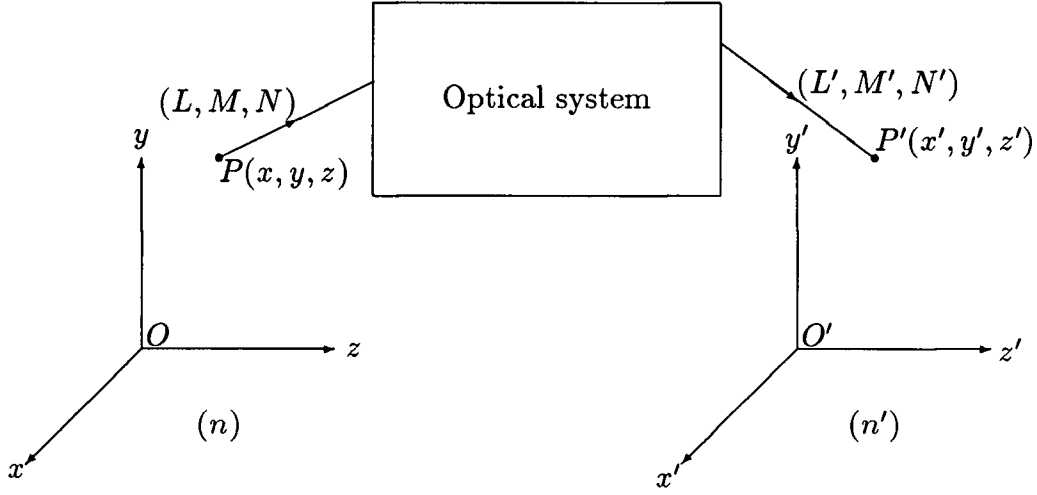 Optical system
(L, M, N)
(L′, M′, N′)
y
P(x, y, z)
y′
P′(x′, y′, z′)
O
z
O′
z′
(n)
(n′)
x
x′